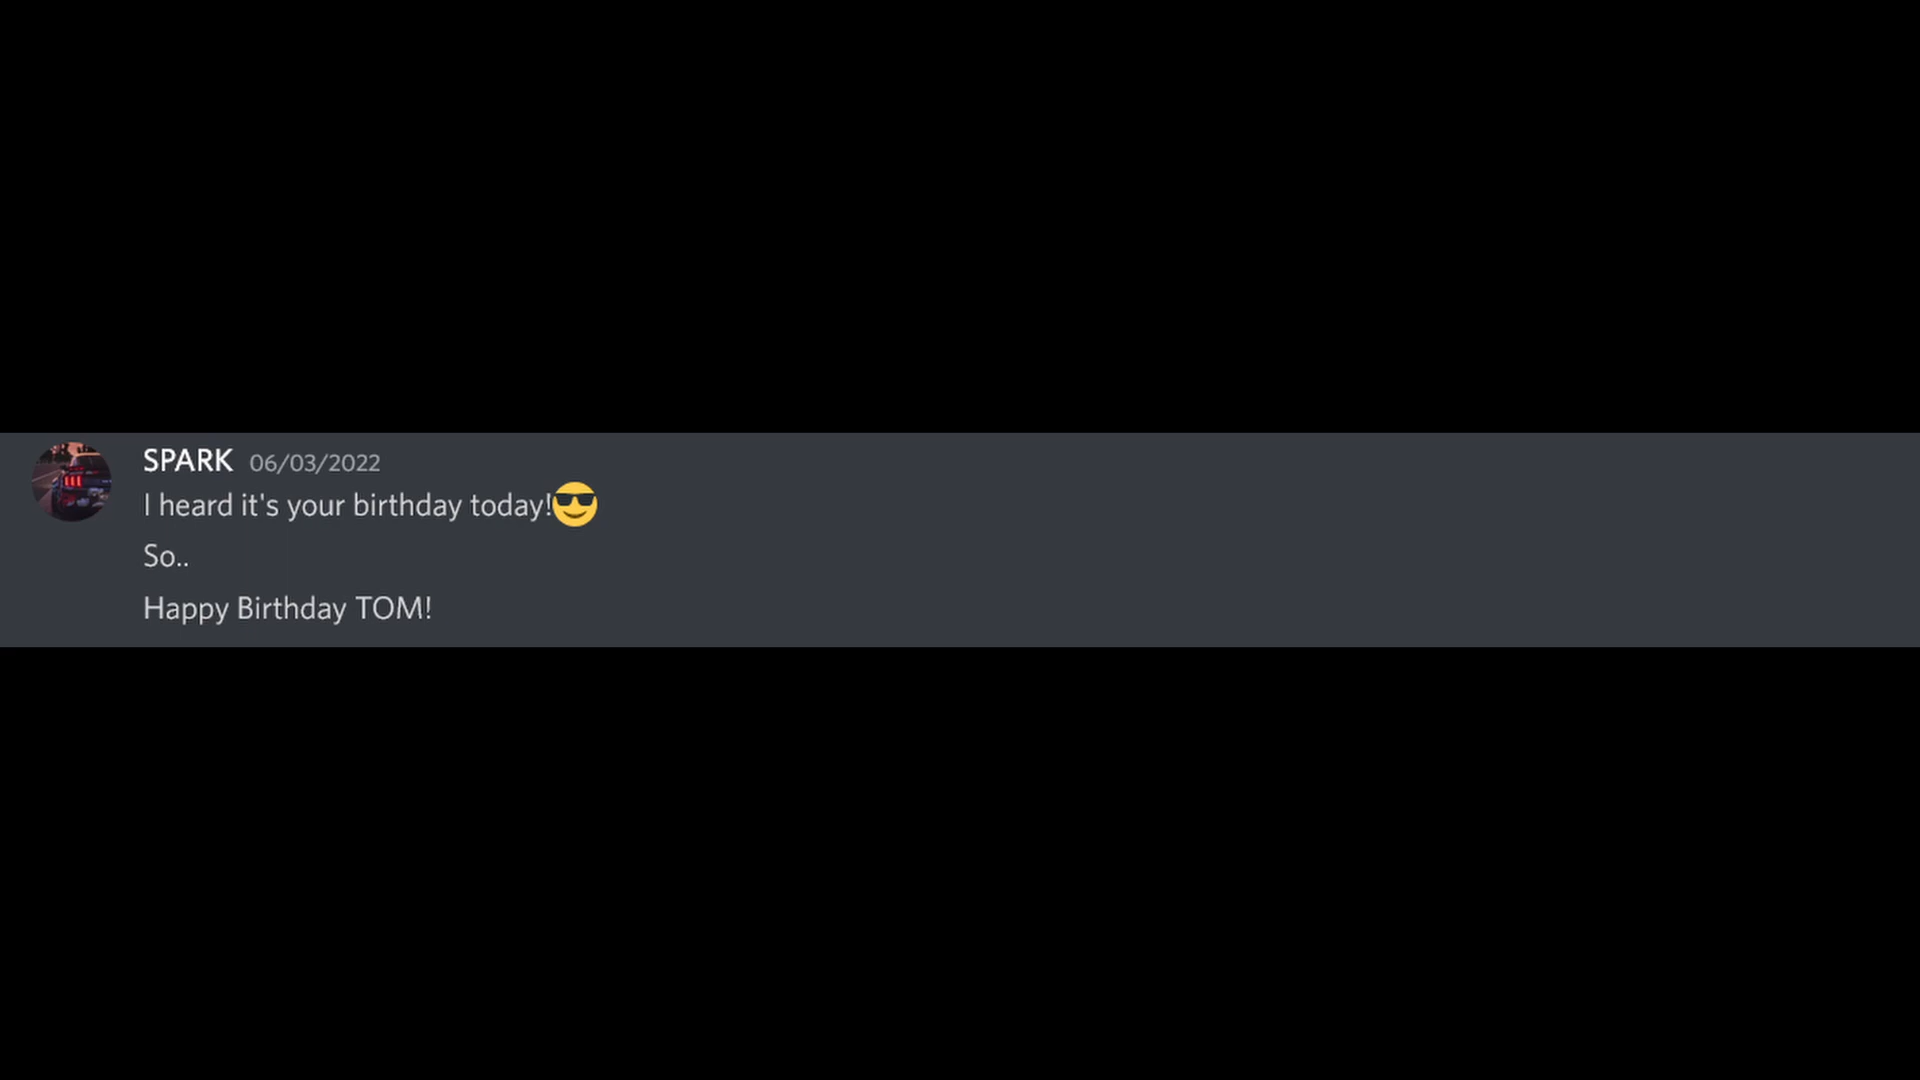 SPARK 06/03/2022
I heard it's your birthday today!😎
So..
Happy Birthday TOM!